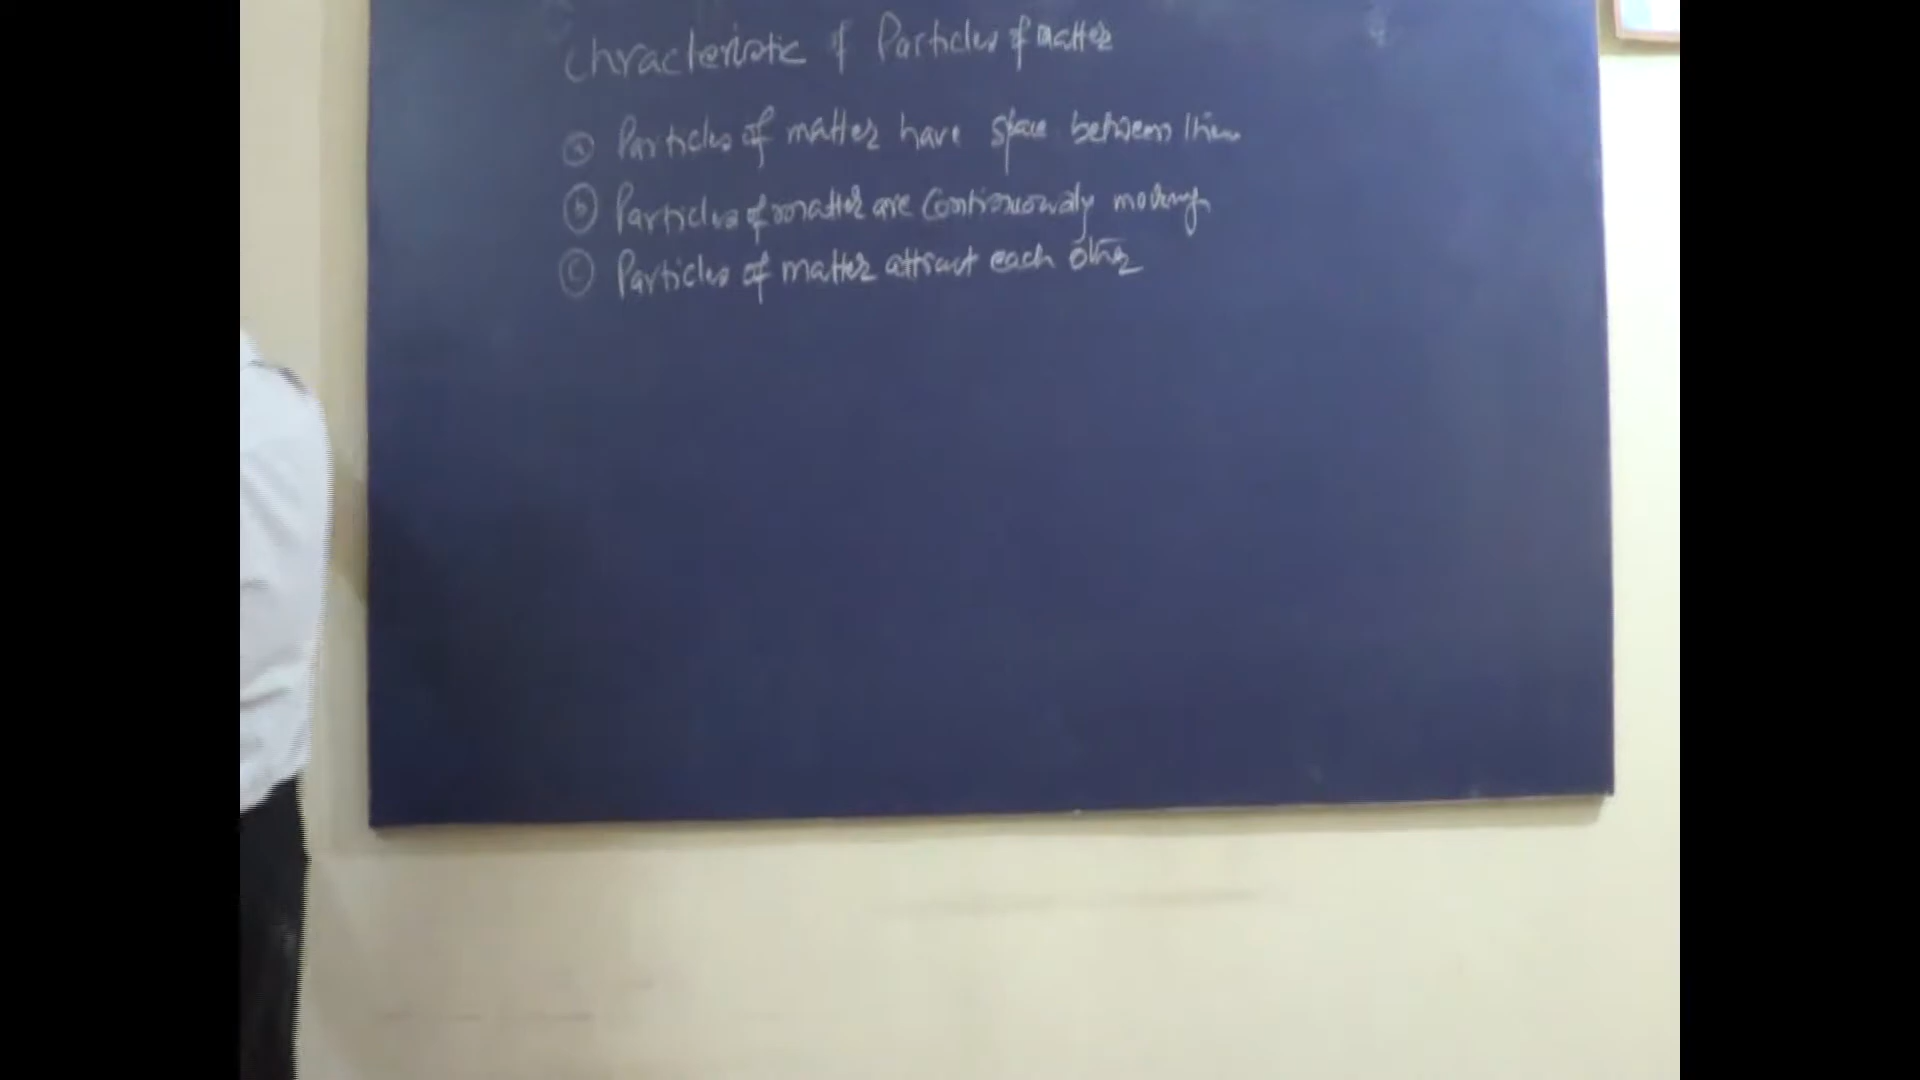 Chracteristic of Particles of matter
(a) Particles of matter have space between them
(b) Particles of matter are Continuously moving
(c) Particles of matter attract each other